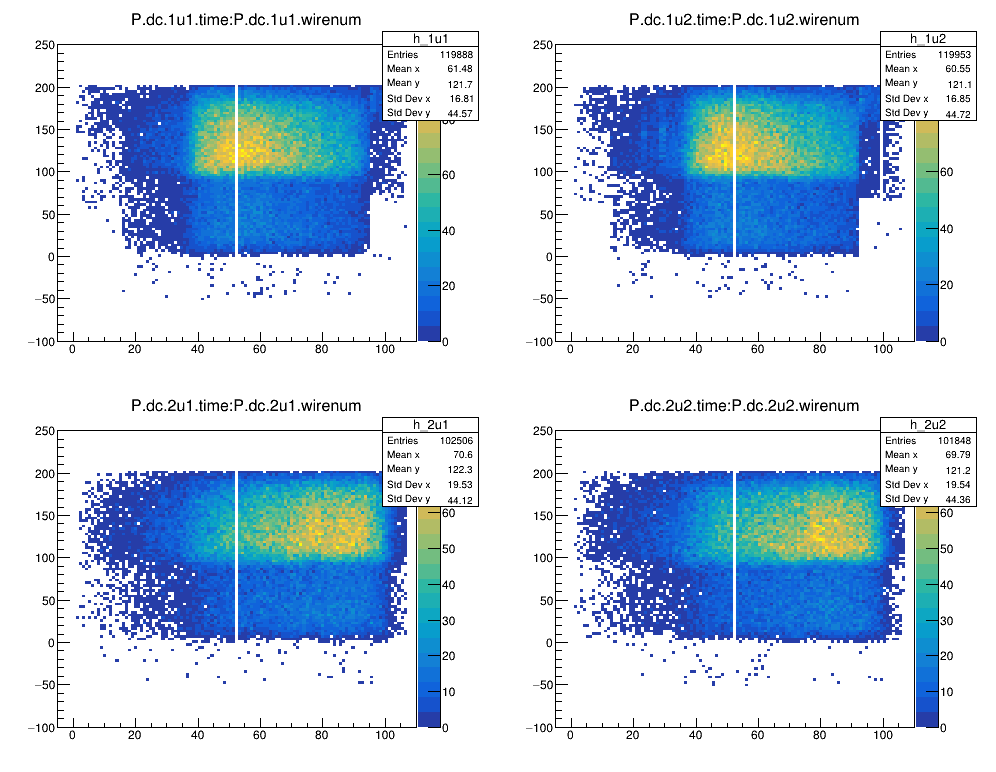 P.dc.1u1.time:P.dc.1u1.wirenum
h_1u1
Entries 119888
Mean x 61.48
Mean y 121.7
Std Dev x 16.81
Std Dev y 44.57
250
200
150
100
50
0
−50
−100
0 20 40 60 80 100
80
60
40
20
0
P.dc.1u2.time:P.dc.1u2.wirenum
h_1u2
Entries 119953
Mean x 60.55
Mean y 121.1
Std Dev x 16.85
Std Dev y 44.72
250
200
150
100
50
0
−50
−100
0 20 40 60 80 100
60
40
20
0
P.dc.2u1.time:P.dc.2u1.wirenum
h_2u1
Entries 102506
Mean x 70.6
Mean y 122.3
Std Dev x 19.53
Std Dev y 44.12
250
200
150
100
50
0
−50
−100
0 20 40 60 80 100
60
50
40
30
20
10
0
P.dc.2u2.time:P.dc.2u2.wirenum
h_2u2
Entries 101848
Mean x 69.79
Mean y 121.2
Std Dev x 19.54
Std Dev y 44.36
250
200
150
100
50
0
−50
−100
0 20 40 60 80 100
60
50
40
30
20
10
0